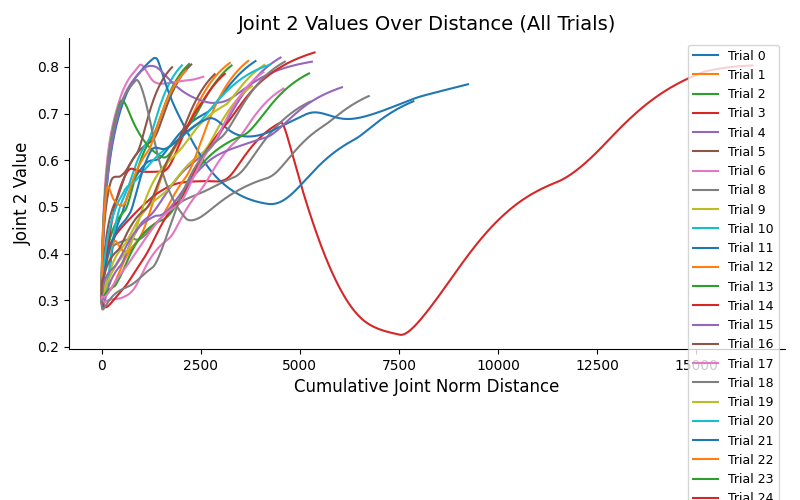 Joint 2 Values Over Distance (All Trials)
Joint 2 Value
0.8
0.7
0.6
0.5
0.4
0.3
0.2
0 2500 5000 7500 10000 12500 15000
Cumulative Joint Norm Distance
Trial 0
Trial 1
Trial 2
Trial 3
Trial 4
Trial 5
Trial 6
Trial 8
Trial 9
Trial 10
Trial 11
Trial 12
Trial 13
Trial 14
Trial 15
Trial 16
Trial 17
Trial 18
Trial 19
Trial 20
Trial 21
Trial 22
Trial 23
Trial 24